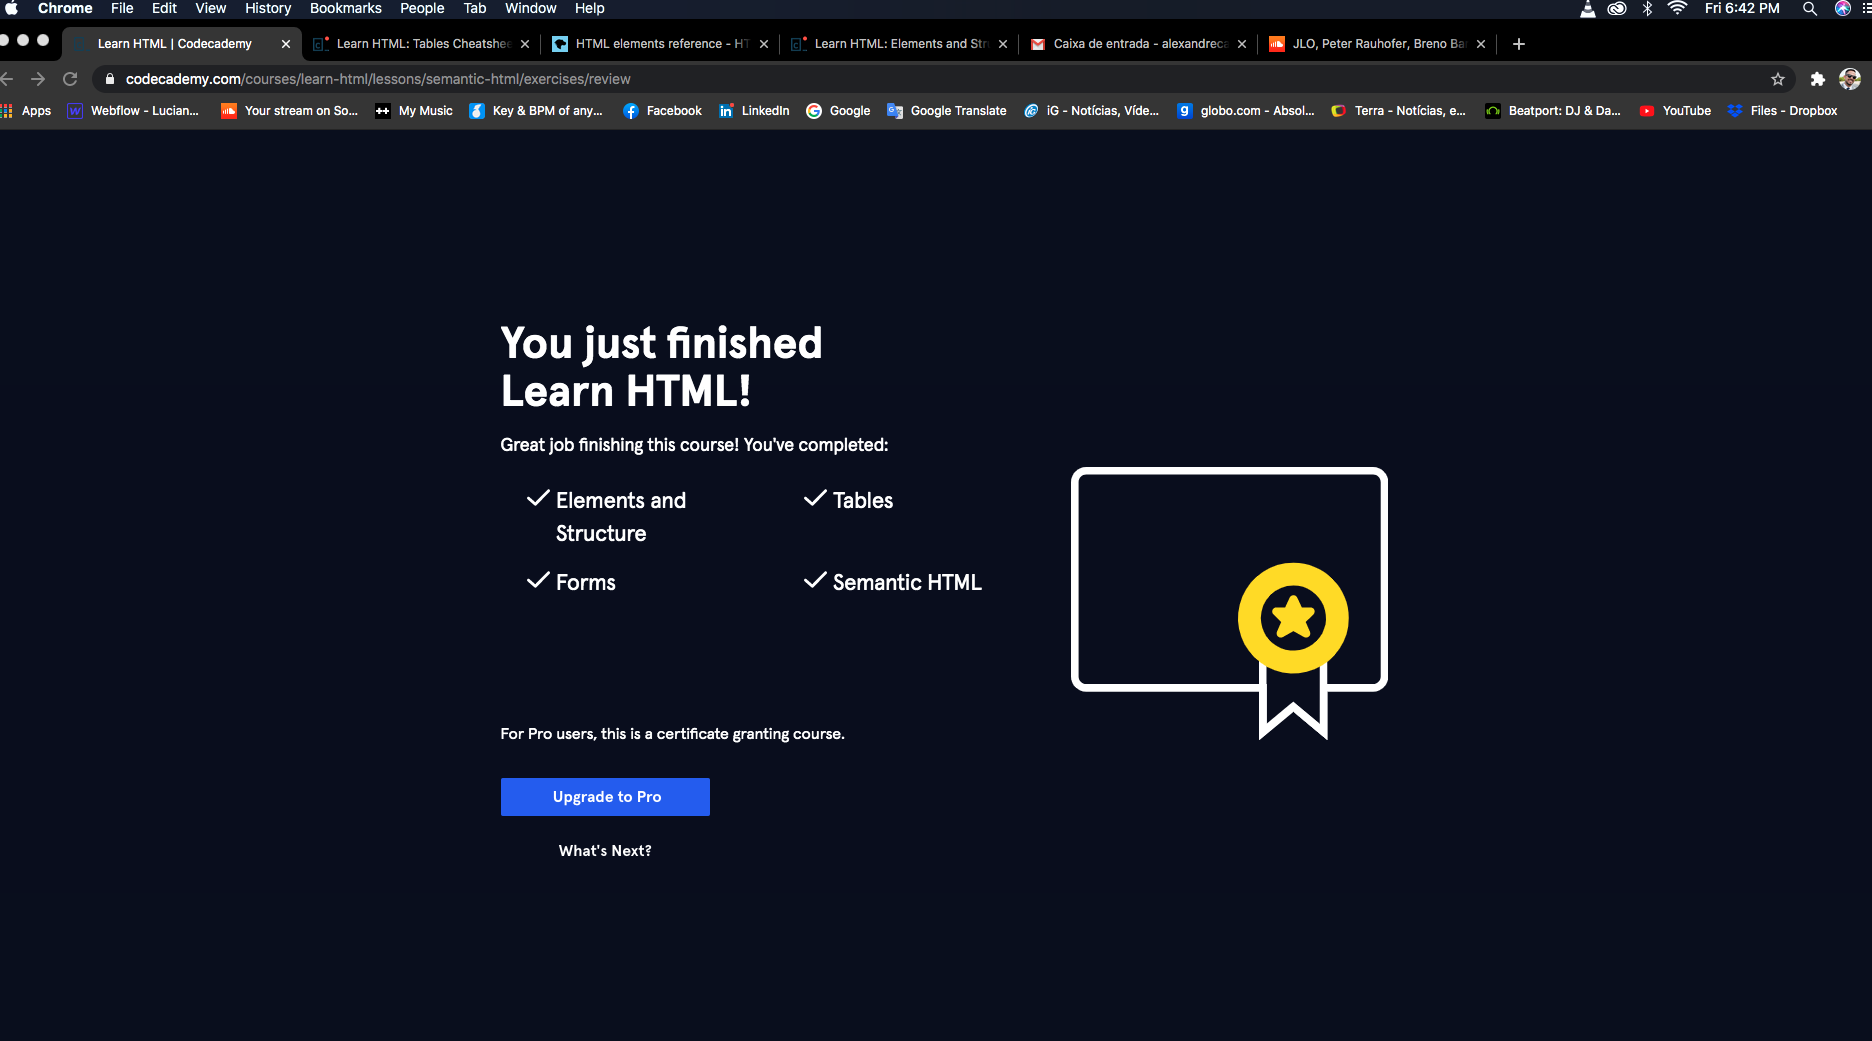 Chrome File Edit View History Bookmarks People Tab Window Help Fri 6:42 PM
Learn HTML | Codecademy Learn HTML: Tables Cheatshee HTML elements reference - HT Learn HTML: Elements and Str Caixa de entrada - alexandreca JLO, Peter Rauhofer, Breno Ba
codecademy.com/courses/learn-html/lessons/semantic-html/exercises/review
Apps Webflow - Lucian... Your stream on So... My Music Key & BPM of any... Facebook LinkedIn Google Google Translate iG - Notícias, Víde... globo.com - Absol... Terra - Notícias, e... Beatport: DJ & Da... YouTube Files - Dropbox
You just finished
Learn HTML!
Great job finishing this course! You've completed:
Elements and
Structure
Tables
Forms
Semantic HTML
For Pro users, this is a certificate granting course.
Upgrade to Pro
What's Next?